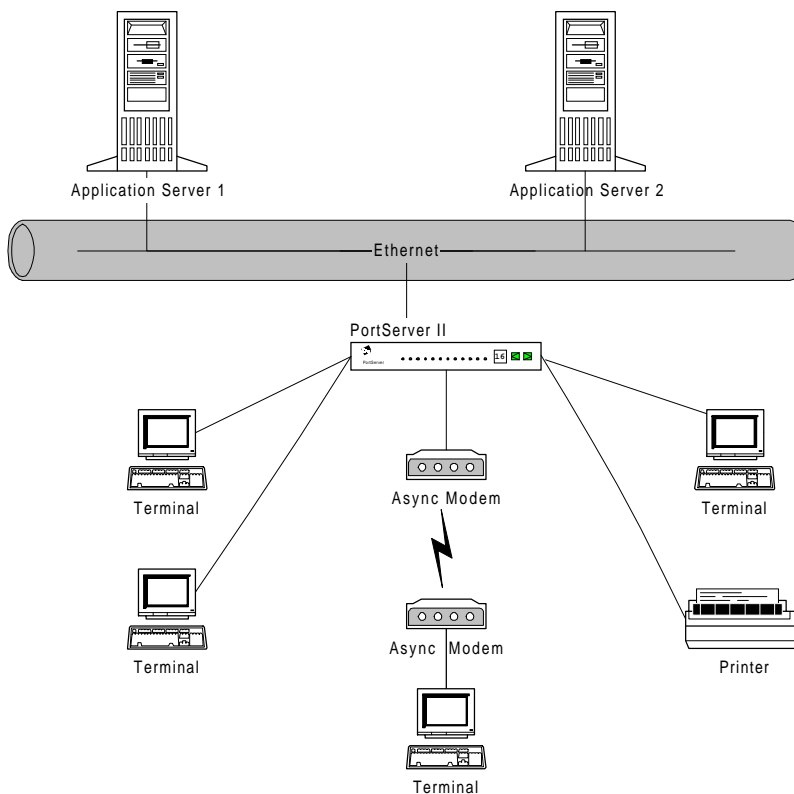 Application Server 1
Application Server 2
Ethernet
PortServer II
PortServer
16
Terminal
Async Modem
Terminal
Terminal
Async Modem
Printer
Terminal